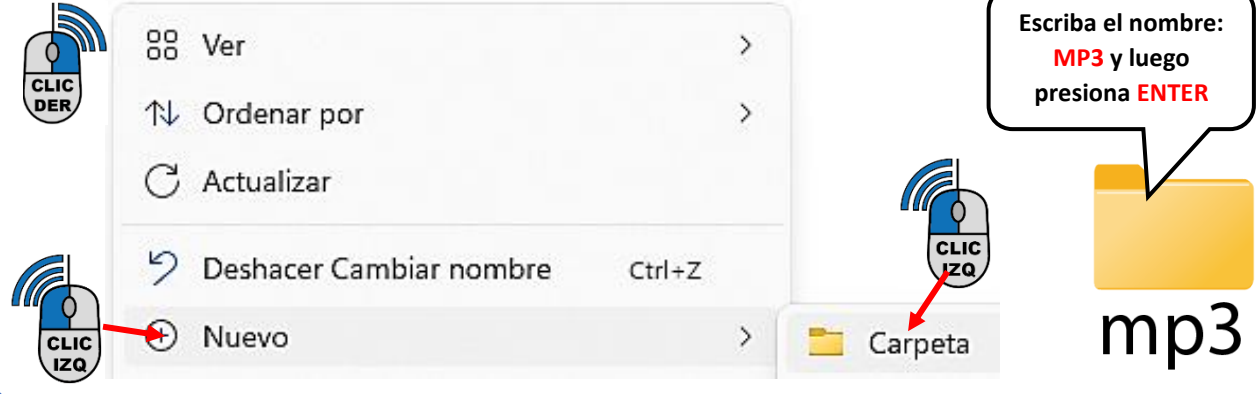 CLIC
DER
Ver
Ordenar por
Actualizar
Deshacer Cambiar nombre Ctrl+Z
CLIC
IZQ
Nuevo
CLIC
IZQ
Carpeta
Escriba el nombre:
MP3 y luego
presiona ENTER
mp3